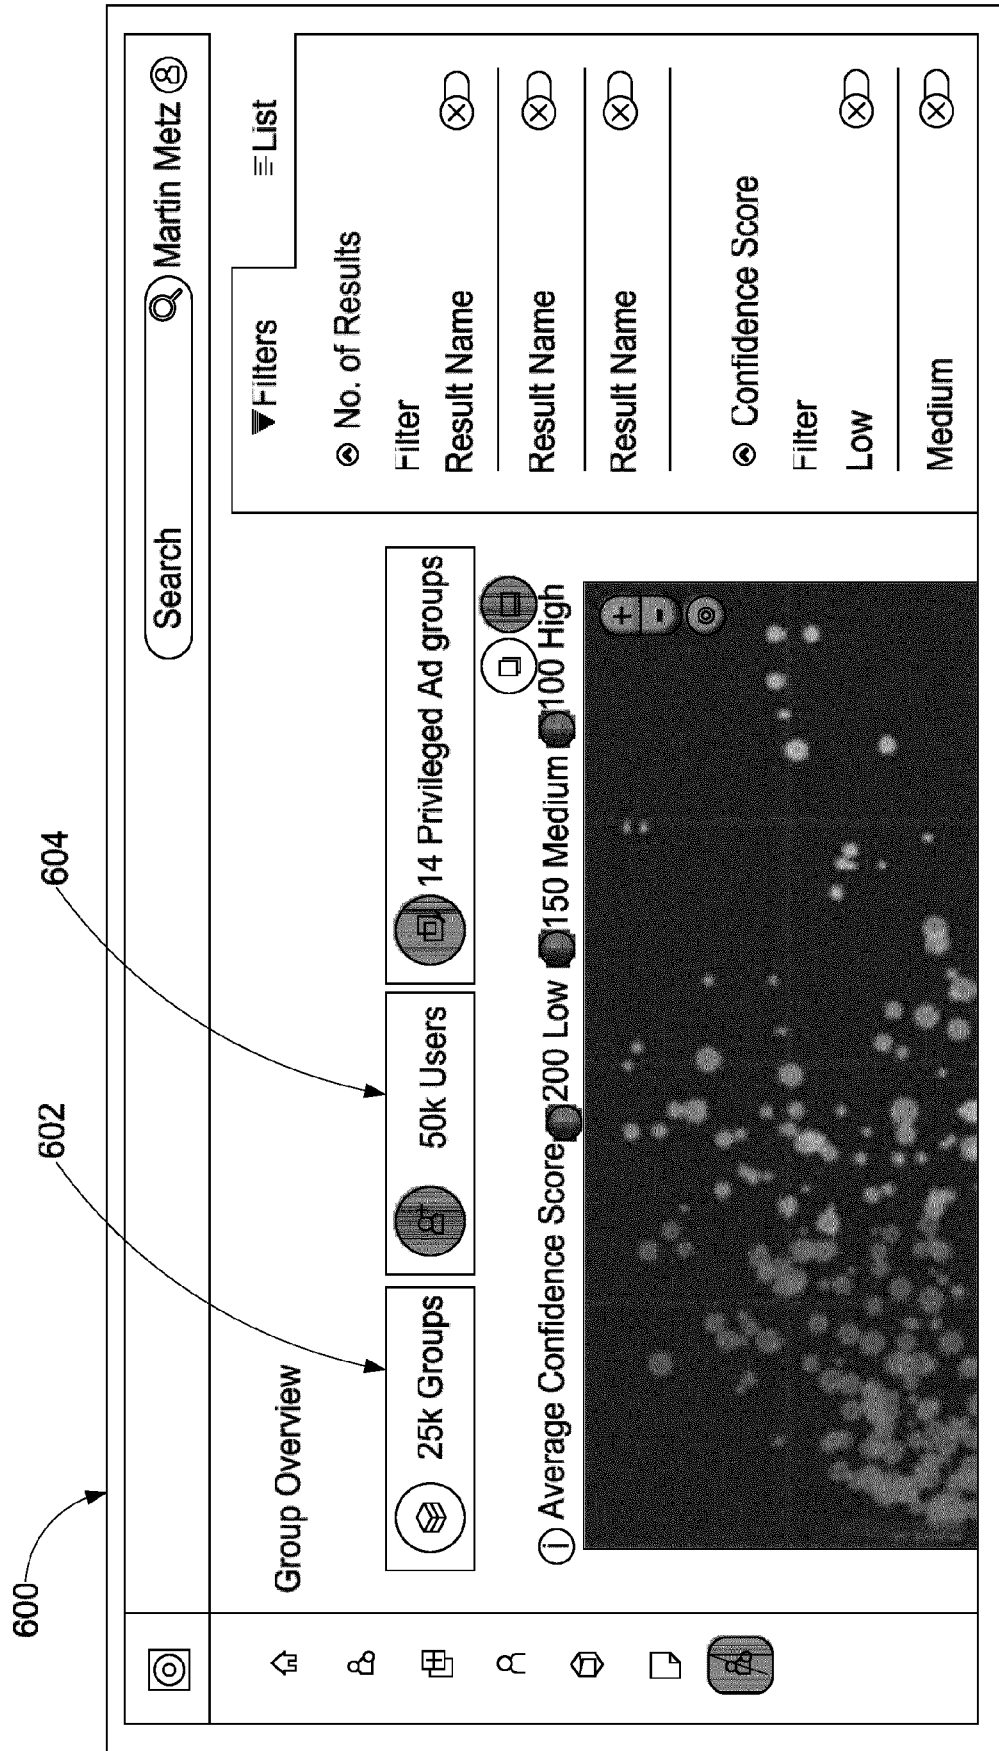 600
602
604
Search
Martin Metz
Group Overview
25k Groups
50k Users
14 Privileged Ad groups
i Average Confidence Score 200 Low 150 Medium 100 High
+
-
Filters
List
No. of Results
Filter
Result Name
Result Name
Result Name
Confidence Score
Filter
Low
Medium